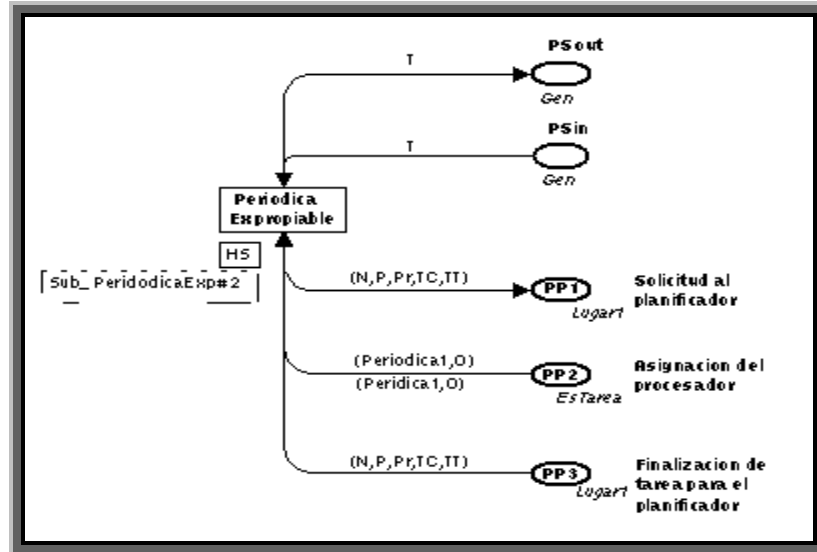 PSout
T
Gen
PSin
T
Gen
Periodica
Expropiable
HS
Sub_PeridodicaExp#2
(N,P,Pr,TC,TT)
PP1
Solicitud al
planificador
Lugar1
(Periodica1,O)
(Peridica1,O)
PP2
Asignacion del
procesador
EsTarea
(N,P,Pr,TC,TT)
PP3
Finalizacion de
tarea para el
planificador
Lugar1